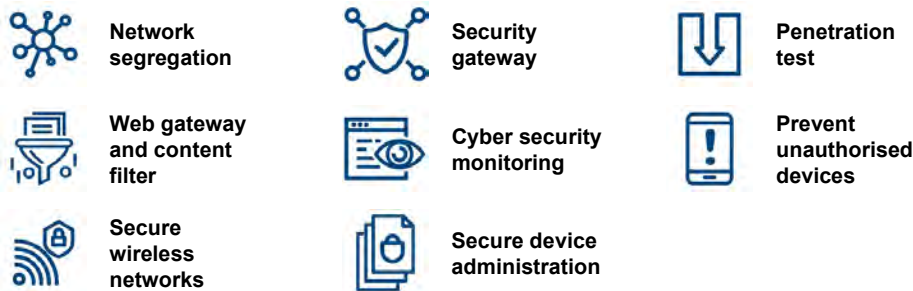 Network
segregation
Security
gateway
Penetration
test
Web gateway
and content
filter
Cyber security
monitoring
Prevent
unauthorised
devices
Secure
wireless
networks
Secure device
administration